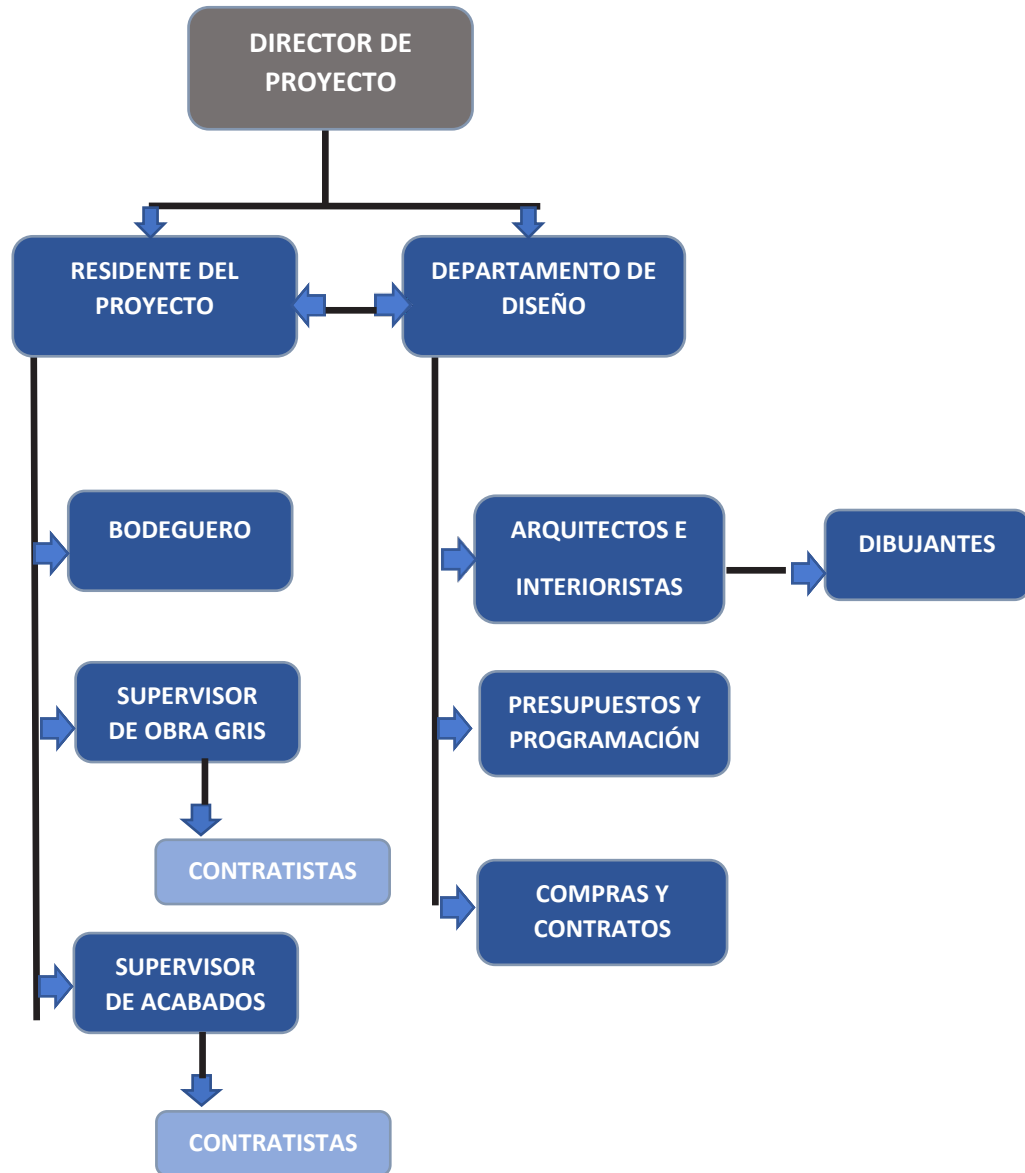 DIRECTOR DE
PROYECTO
RESIDENTE DEL
PROYECTO
DEPARTAMENTO DE
DISEÑO
BODEGUERO
ARQUITECTOS E
INTERIORISTAS
DIBUJANTES
SUPERVISOR
DE OBRA GRIS
PRESUPUESTOS Y
PROGRAMACIÓN
CONTRATISTAS
COMPRAS Y
CONTRATOS
SUPERVISOR
DE ACABADOS
CONTRATISTAS